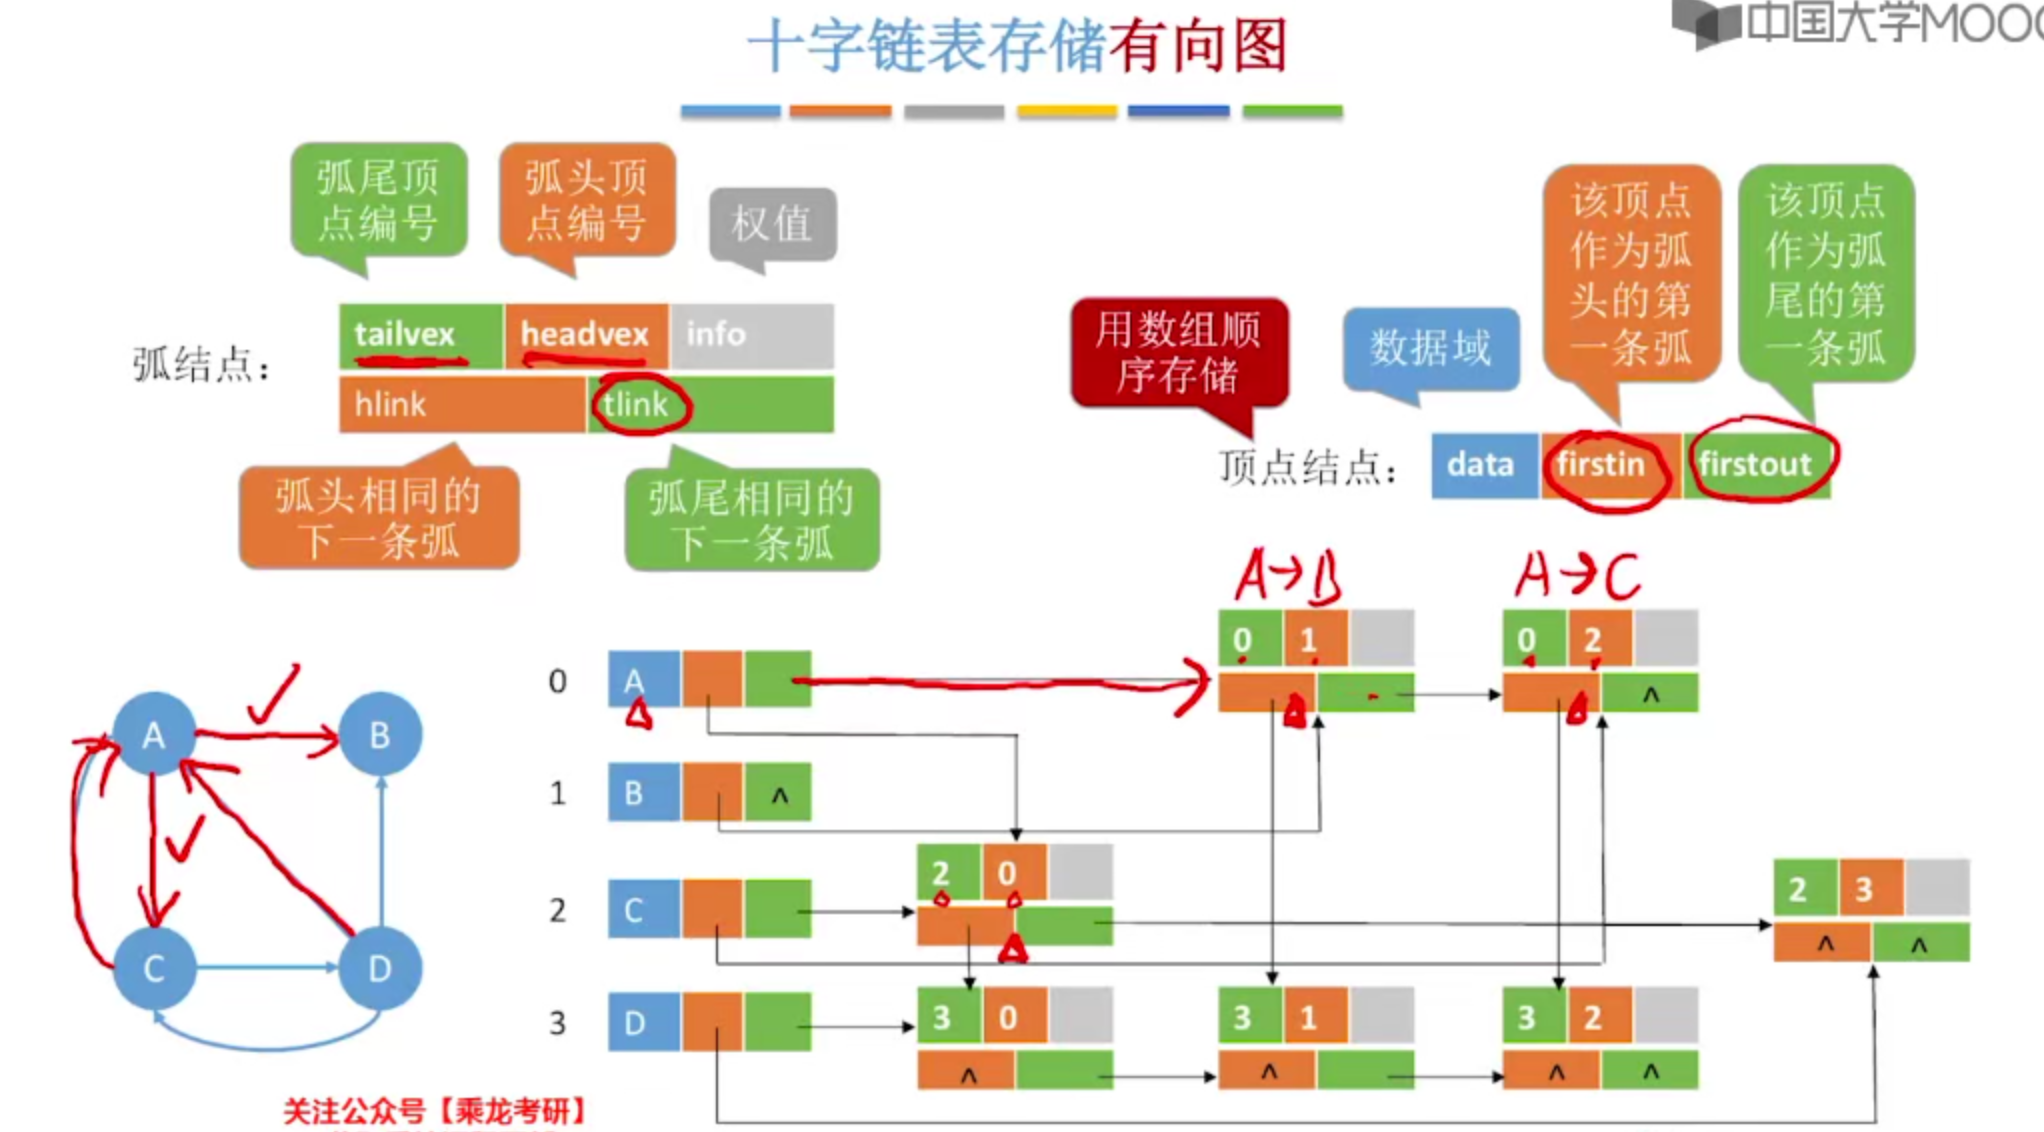 十字链表存储有向图
中国大学MOOC
弧尾顶
点编号
弧头顶
点编号
权值
该顶点
作为弧
头的第
一条弧
该顶点
作为弧
尾的第
一条弧
用数组顺
序存储
数据域
弧结点：
tailvex headvex info
hlink tlink
顶点结点：
data firstin firstout
弧头相同的
下一条弧
弧尾相同的
下一条弧
A→B A→C
A B
C D
0 A 0 1 0 2 ^
1 B ^
2 C 2 0 2 3 ^ ^
3 D 3 0 ^ 3 1 ^ 3 2 ^ ^
关注公众号【乘龙考研】